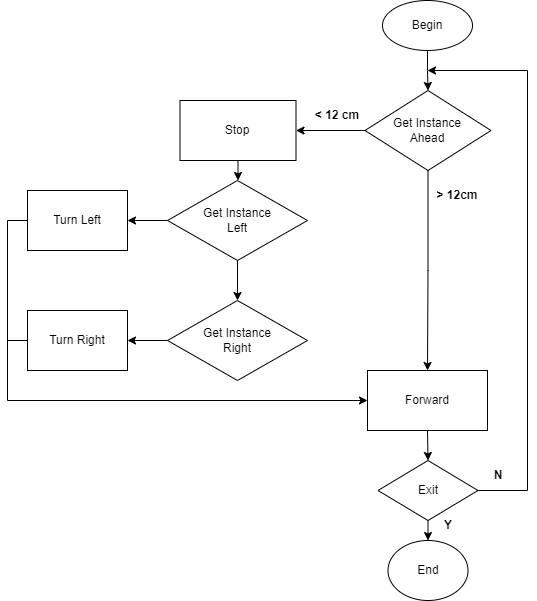 Begin
Get Instance
Ahead
< 12 cm
Stop
> 12cm
Get Instance
Left
Turn Left
Get Instance
Right
Turn Right
Forward
Exit
N
Y
End